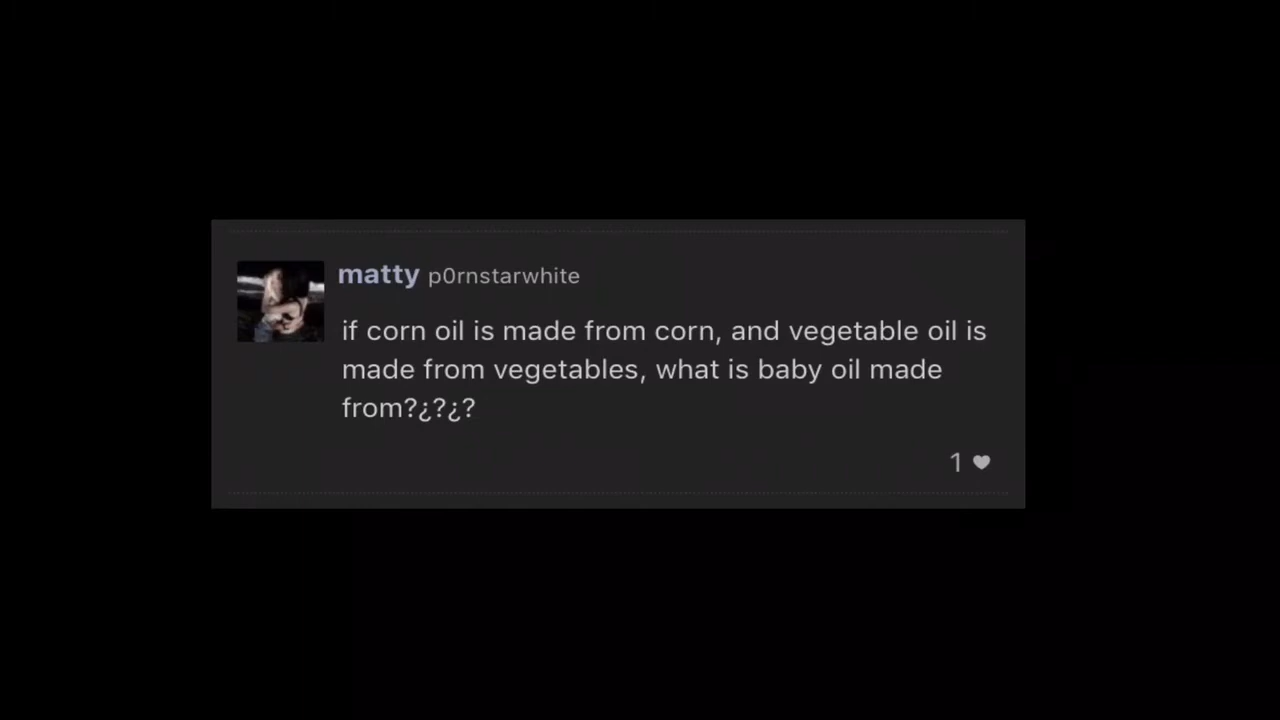 matty p0rnstarwhite
if corn oil is made from corn, and vegetable oil is
made from vegetables, what is baby oil made
from?¿?¿?
1